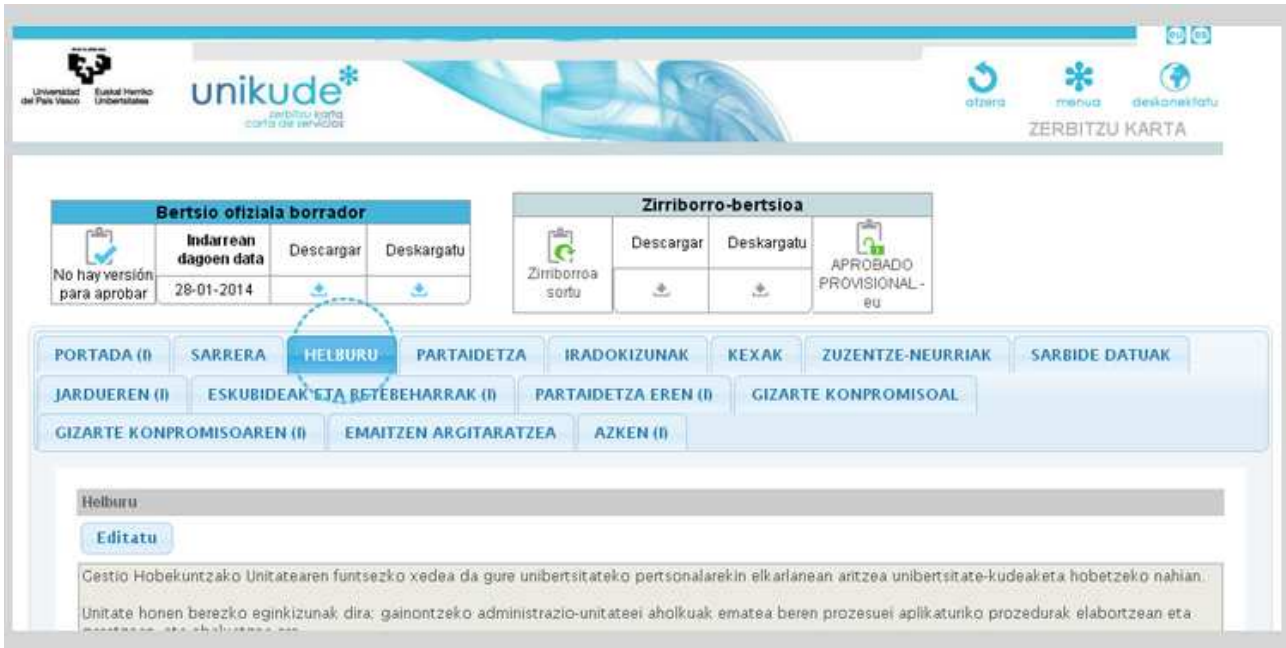 eu es
Universidad del País Vasco
Euskal Herriko Unibertsitatea
unikude*
zerbitzu karta
carta de servicios
atzera
menua
deskonektatu
ZERBITZU KARTA
Bertsio ofiziala borrador
No hay versión para aprobar
Indarrean dagoen data
Descargar
Deskargatu
28-01-2014
Zirriborro-bertsioa
Zirriborroa sortu
Descargar
Deskargatu
APROBADO PROVISIONAL - eu
PORTADA (I) SARRERA HELBURU PARTAIDETZA IRADOKIZUNAK KEXAK ZUZENTZE-NEURRIAK SARBIDE DATUAK
JARDUEREN (I) ESKUBIDEAK ETA BETEBEHARRAK (I) PARTAIDETZA EREN (I) GIZARTE KONPROMISOAL
GIZARTE KONPROMISOAREN (I) EMAITZEN ARGITARATZEA AZKEN (I)
Helburu
Editatu
Gestio Hobekuntzako Unitatearen funtsezko xedea da gure unibertsitateko pertsonalarekin elkarlanean aritzea unibertsitate-kudeaketa hobetzeko nahian.
Unitate honen berezko eginkizunak dira: gainontzeko administrazio-unitateei aholkuak ematea beren prozesuei aplikaturiko prozedurak elabortzean eta